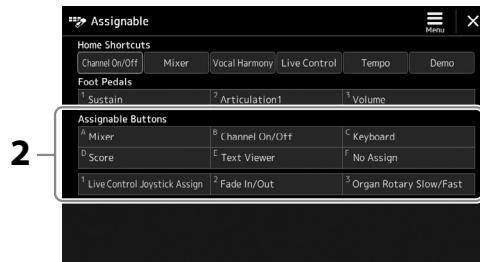 Assignable
Menu
Home Shortcuts
Channel On/Off Mixer Vocal Harmony Live Control Tempo Demo
Foot Pedals
1 Sustain 2 Articulation1 3 Volume
Assignable Buttons
A Mixer B Channel On/Off C Keyboard
2
D Score E Text Viewer F No Assign
1 Live Control Joystick Assign 2 Fade In/Out 3 Organ Rotary Slow/Fast